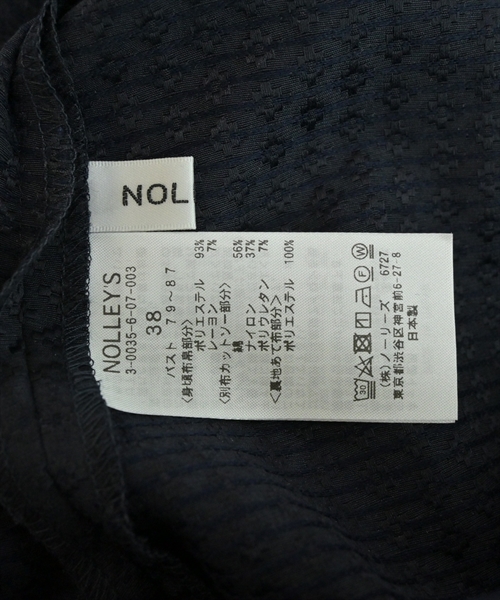 NOL
NOLLEY'S
3-0035-6-07-003
38
バスト 79～87
〈身頃布帛部分〉
ポリエステル 93%
レーヨン 7%
〈別布カットソー部分〉
綿 56%
ナイロン 37%
ポリウレタン 7%
〈裏地あて布部分〉
ポリエステル 100%
30 F W
(株)ノーリーズ 6727
東京都渋谷区神宮前6-27-8
日本製